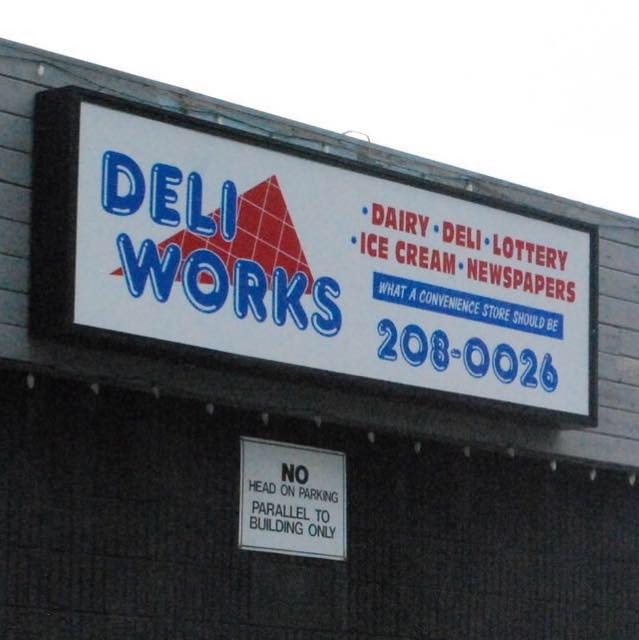 DELI
WORKS
·DAIRY·DELI·LOTTERY
·ICE CREAM·NEWSPAPERS
WHAT A CONVENIENCE STORE SHOULD BE
208-0026
NO
HEAD ON PARKING
PARALLEL TO
BUILDING ONLY